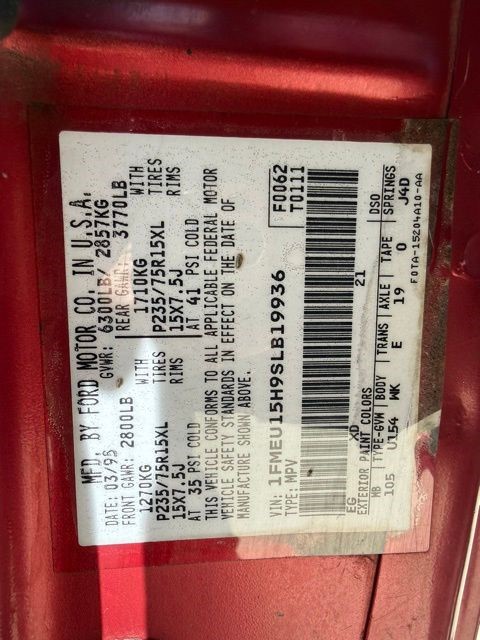 MFD. BY FORD MOTOR CO. IN U.S.A.
DATE: 03/95 GVWR: 6300LB 2857KG
FRONT GAWR: 2800LB REAR GAWR: 3770LB
1270KG WITH 1710KG WITH
P235/75R15XL TIRES P235/75R15XL TIRES
15X7.5J RIMS 15X7.5J RIMS
AT 35 PSI COLD AT 41 PSI COLD
THIS VEHICLE CONFORMS TO ALL APPLICABLE FEDERAL MOTOR
VEHICLE SAFETY STANDARDS IN EFFECT ON THE DATE OF
MANUFACTURE SHOWN ABOVE.
VIN: 1FMEU15H9SLB19936 F0062
TYPE: MPV T0111
EG XD 21
EXTERIOR PAINT COLORS DSO
WB TYPE-GVW BODY TRANS AXLE TAPE SPRINGS
105 U154 WK E 19 0 J4D
F0TA-15204A10-AA